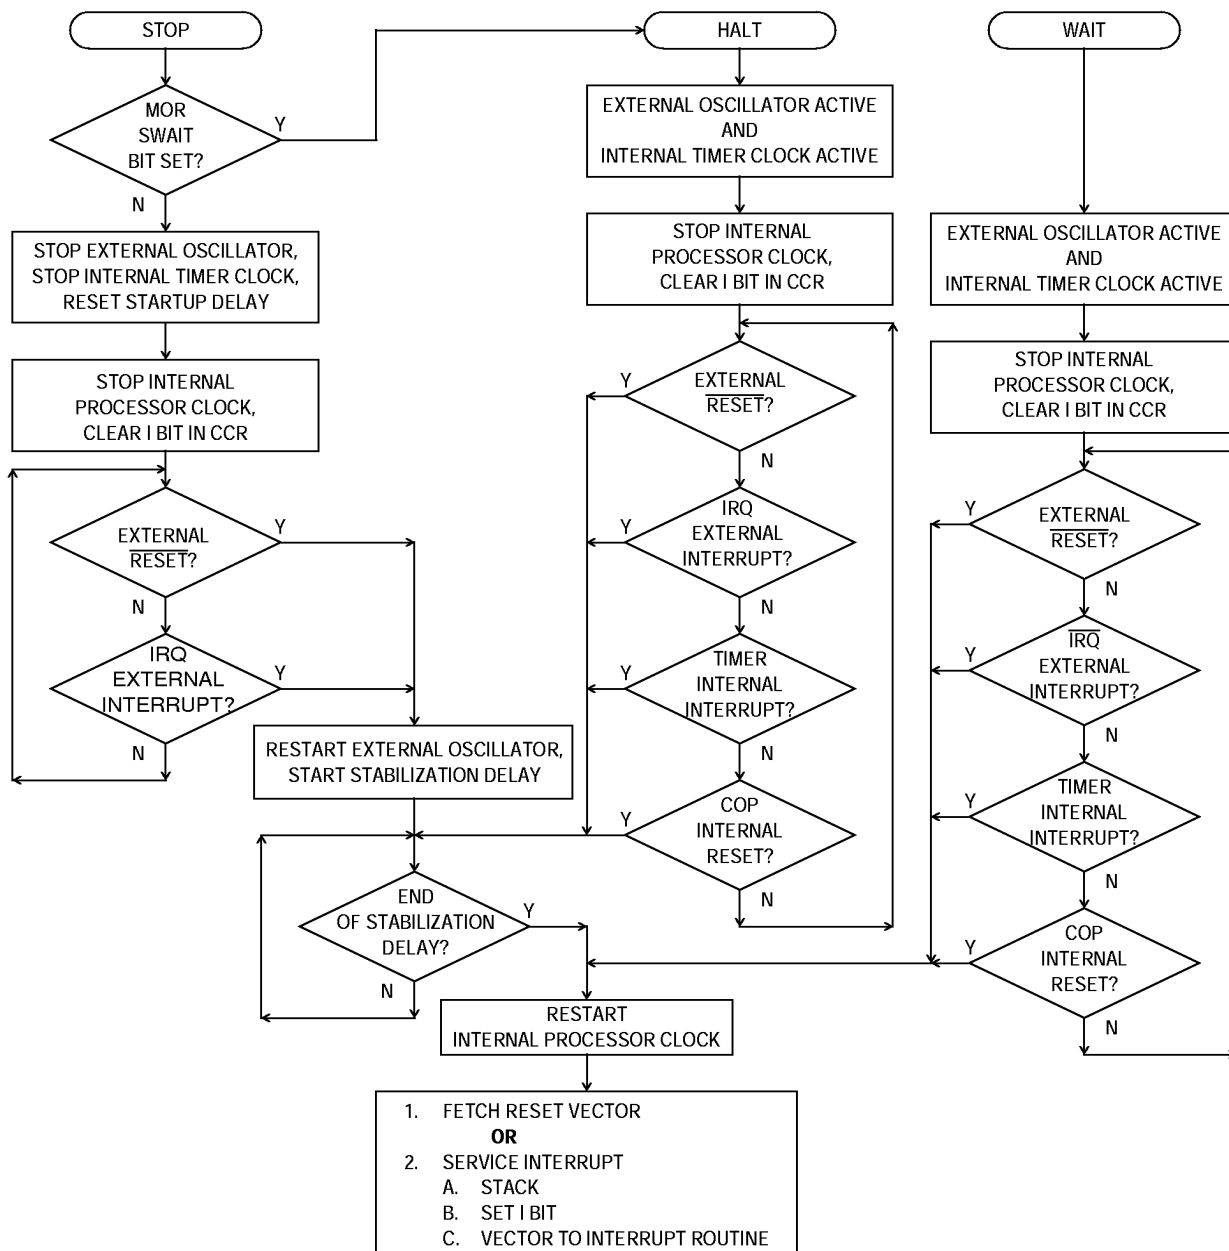 STOP
HALT
WAIT
MOR
SWAIT
BIT SET?
Y
N
STOP EXTERNAL OSCILLATOR,
STOP INTERNAL TIMER CLOCK,
RESET STARTUP DELAY
STOP INTERNAL
PROCESSOR CLOCK,
CLEAR I BIT IN CCR
EXTERNAL
RESET?
Y
N
IRQ
EXTERNAL
INTERRUPT?
Y
N
RESTART EXTERNAL OSCILLATOR,
START STABILIZATION DELAY
END
OF STABILIZATION
DELAY?
Y
N
EXTERNAL OSCILLATOR ACTIVE
AND
INTERNAL TIMER CLOCK ACTIVE
STOP INTERNAL
PROCESSOR CLOCK,
CLEAR I BIT IN CCR
EXTERNAL
RESET?
Y
N
IRQ
EXTERNAL
INTERRUPT?
Y
N
TIMER
INTERNAL
INTERRUPT?
Y
N
COP
INTERNAL
RESET?
Y
N
EXTERNAL OSCILLATOR ACTIVE
AND
INTERNAL TIMER CLOCK ACTIVE
STOP INTERNAL
PROCESSOR CLOCK,
CLEAR I BIT IN CCR
EXTERNAL
RESET?
Y
N
IRQ
EXTERNAL
INTERRUPT?
Y
N
TIMER
INTERNAL
INTERRUPT?
Y
N
COP
INTERNAL
RESET?
Y
N
RESTART
INTERNAL PROCESSOR CLOCK
1. FETCH RESET VECTOR
OR
2. SERVICE INTERRUPT
A. STACK
B. SET I BIT
C. VECTOR TO INTERRUPT ROUTINE